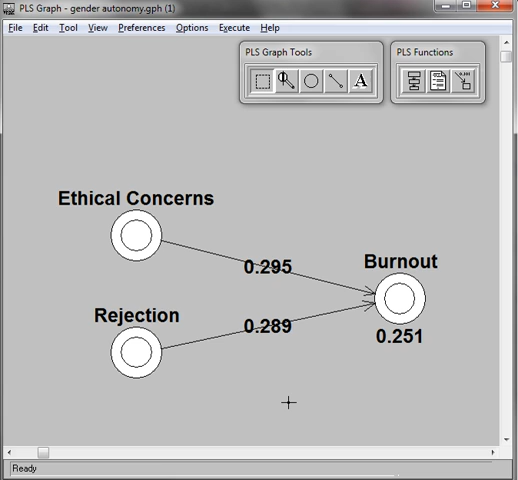 PLS Graph - gender autonomy.gph (1)
File Edit Tool View Preferences Options Execute Help
PLS Graph Tools
PLS Functions
A
Ethical Concerns
0.295
Burnout
Rejection
0.289
0.251
Ready